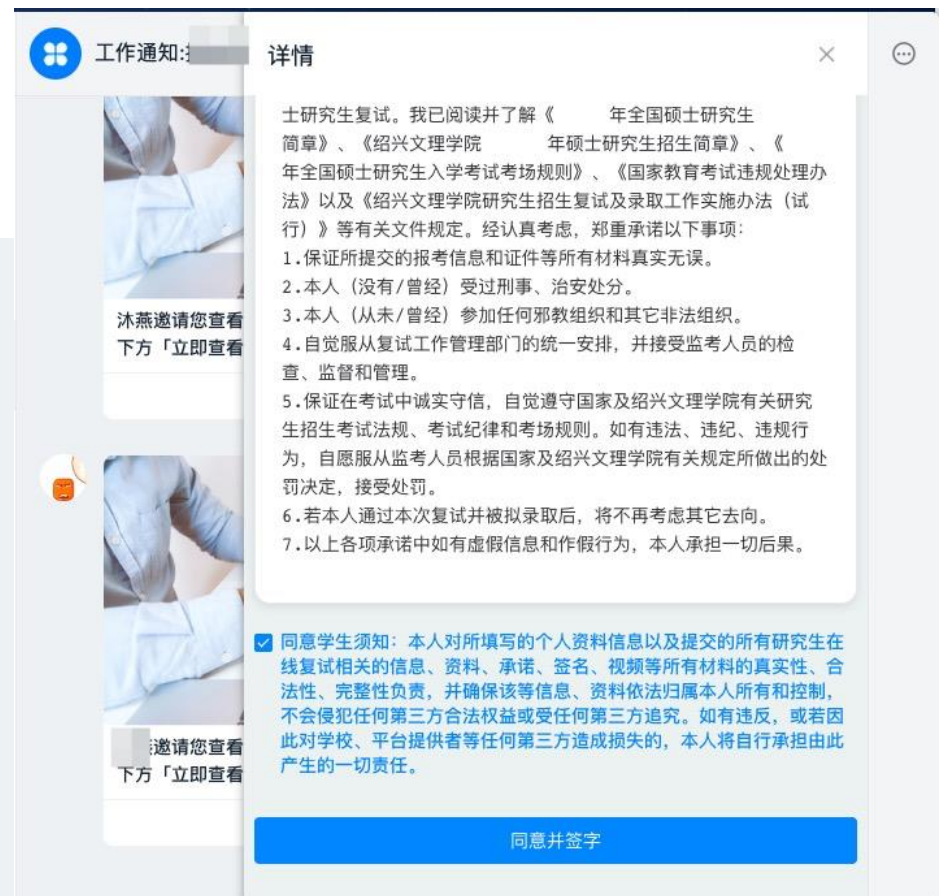 工作通知:
详情
士研究生复试。我已阅读并了解《 年全国硕士研究生
简章》、《绍兴文理学院 年硕士研究生招生简章》、《
年全国硕士研究生入学考试考场规则》、《国家教育考试违规处理办
法》以及《绍兴文理学院研究生招生复试及录取工作实施办法（试
行）》等有关文件规定。经认真考虑，郑重承诺以下事项：
1.保证所提交的报考信息和证件等所有材料真实无误。
2.本人（没有/曾经）受过刑事、治安处分。
3.本人（从未/曾经）参加任何邪教组织和其它非法组织。
4.自觉服从复试工作管理部门的统一安排，并接受监考人员的检
查、监督和管理。
5.保证在考试中诚实守信，自觉遵守国家及绍兴文理学院有关研究
生招生考试法规、考试纪律和考场规则。如有违法、违纪、违规行
为，自愿服从监考人员根据国家及绍兴文理学院有关规定所做出的处
罚决定，接受处罚。
6.若本人通过本次复试并被拟录取后，将不再考虑其它去向。
7.以上各项承诺中如有虚假信息和作假行为，本人承担一切后果。
沐燕邀请您查看
下方「立即查看
同意学生须知：本人对所填写的个人资料信息以及提交的所有研究生在
线复试相关的信息、资料、承诺、签名、视频等所有材料的真实性、合
法性、完整性负责，并确保该等信息、资料依法归属本人所有和控制，
不会侵犯任何第三方合法权益或受任何第三方追究。如有违反，或若因
此对学校、平台提供者等任何第三方造成损失的，本人将自行承担由此
产生的一切责任。
邀请您查看
下方「立即查看
同意并签字